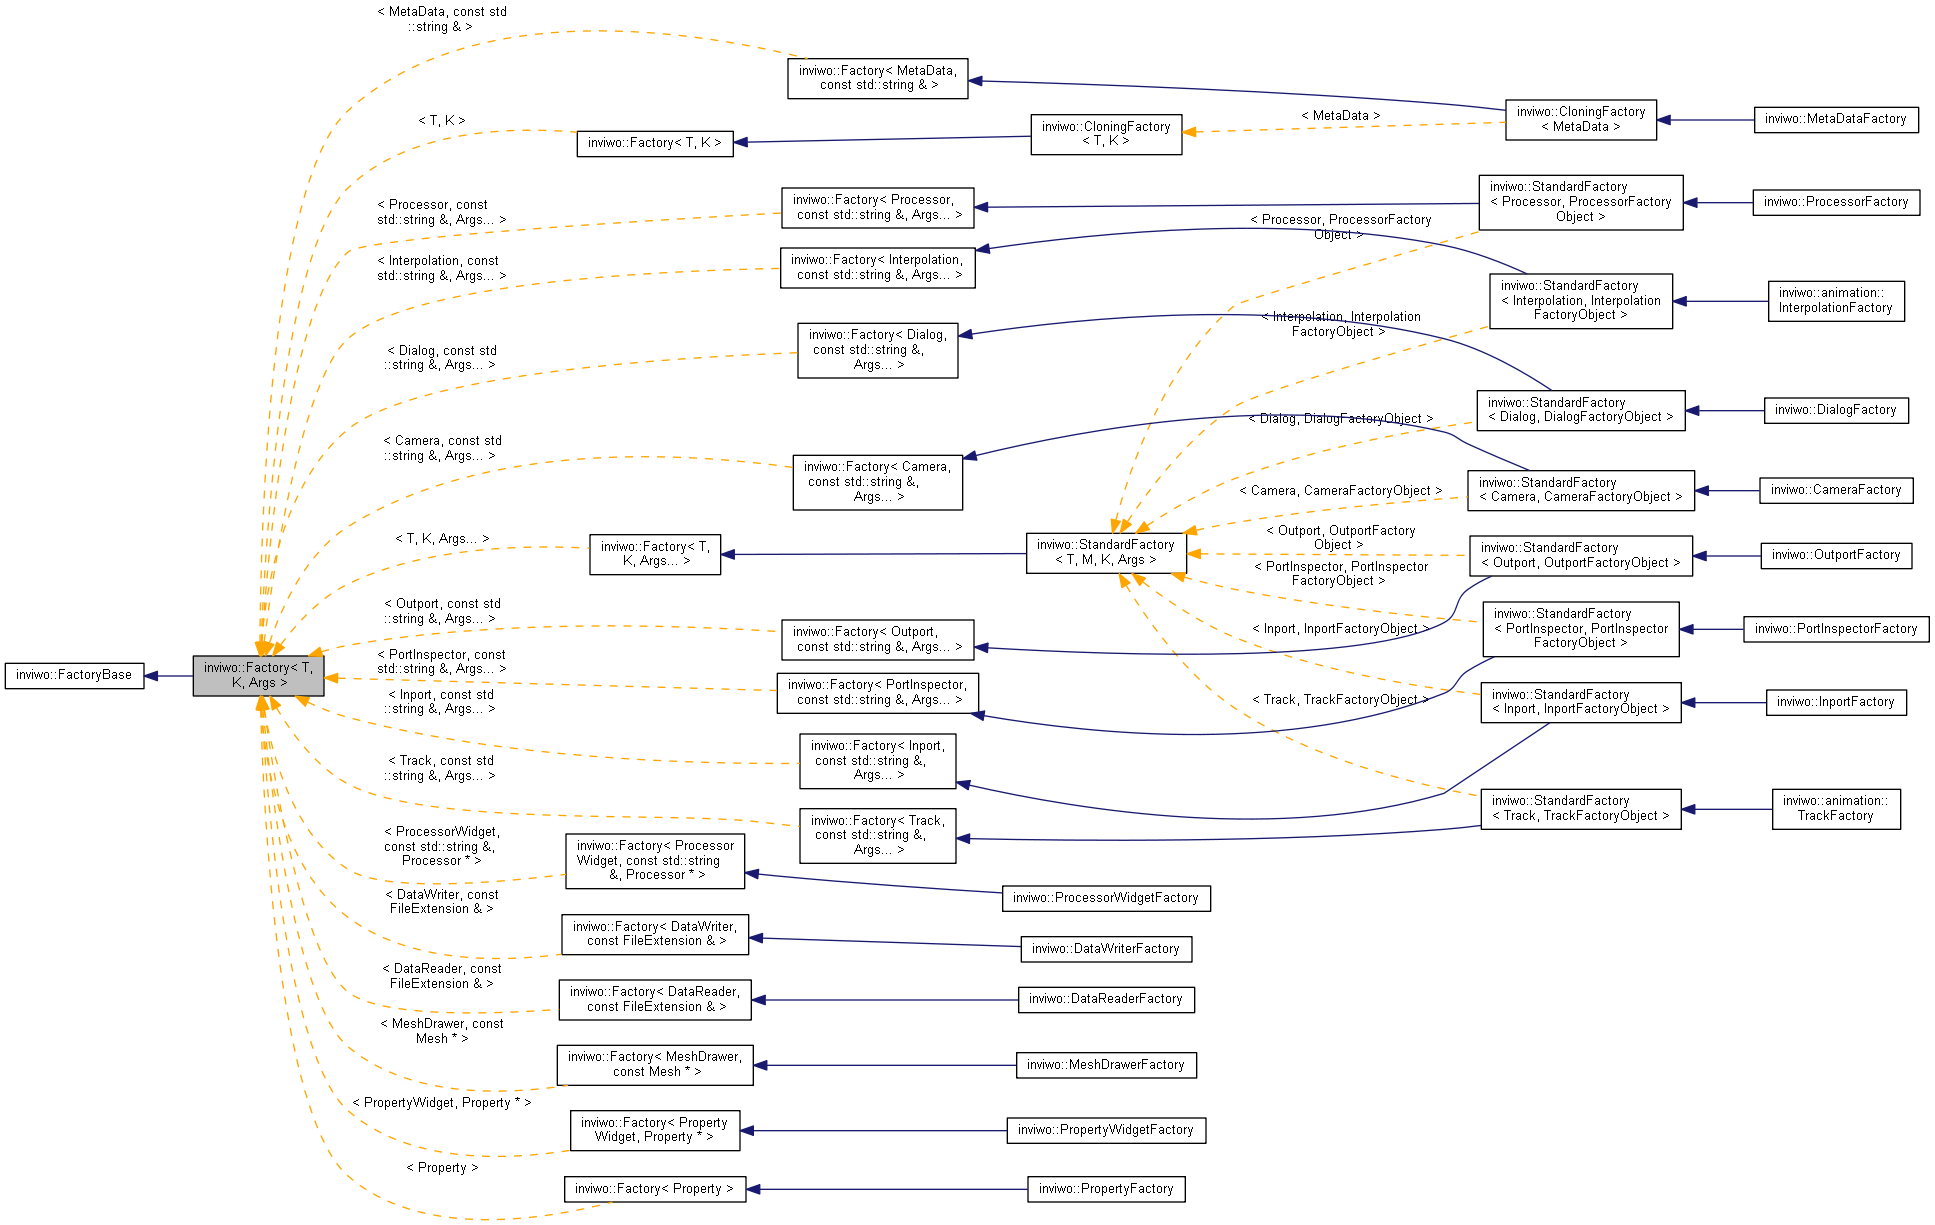 < MetaData, const std
::string & >
inviwo::Factory< MetaData,
const std::string & >
< T, K >
inviwo::Factory< T, K >
inviwo::CloningFactory
< T, K >
< MetaData >
inviwo::CloningFactory
< MetaData >
inviwo::MetaDataFactory
< Processor, const
std::string &, Args... >
inviwo::Factory< Processor,
const std::string &, Args... >
< Processor, ProcessorFactory
Object >
inviwo::StandardFactory
< Processor, ProcessorFactory
Object >
inviwo::ProcessorFactory
< Interpolation, const
std::string &, Args... >
inviwo::Factory< Interpolation,
const std::string &, Args... >
< Interpolation, Interpolation
FactoryObject >
inviwo::StandardFactory
< Interpolation, Interpolation
FactoryObject >
inviwo::animation::
InterpolationFactory
< Dialog, const std
::string &, Args... >
inviwo::Factory< Dialog,
const std::string &,
Args... >
< Dialog, DialogFactoryObject >
inviwo::StandardFactory
< Dialog, DialogFactoryObject >
inviwo::DialogFactory
< Camera, const std
::string &, Args... >
inviwo::Factory< Camera,
const std::string &,
Args... >
< Camera, CameraFactoryObject >
inviwo::StandardFactory
< Camera, CameraFactoryObject >
inviwo::CameraFactory
< T, K, Args... >
inviwo::Factory< T,
K, Args... >
inviwo::StandardFactory
< T, M, K, Args >
< Outport, OutportFactory
Object >
inviwo::StandardFactory
< Outport, OutportFactoryObject >
inviwo::OutportFactory
< Outport, const std
::string &, Args... >
inviwo::Factory< Outport,
const std::string &, Args... >
< PortInspector, PortInspector
FactoryObject >
inviwo::StandardFactory
< PortInspector, PortInspector
FactoryObject >
inviwo::PortInspectorFactory
inviwo::FactoryBase
inviwo::Factory< T,
K, Args >
< PortInspector, const
std::string &, Args... >
inviwo::Factory< PortInspector,
const std::string &, Args... >
< Inport, InportFactoryObject >
inviwo::StandardFactory
< Inport, InportFactoryObject >
inviwo::InportFactory
< Inport, const std
::string &, Args... >
inviwo::Factory< Inport,
const std::string &,
Args... >
< Track, TrackFactoryObject >
inviwo::StandardFactory
< Track, TrackFactoryObject >
inviwo::animation::
TrackFactory
< Track, const std
::string &, Args... >
inviwo::Factory< Track,
const std::string &,
Args... >
< ProcessorWidget,
const std::string &,
Processor * >
inviwo::Factory< Processor
Widget, const std::string
&, Processor * >
inviwo::ProcessorWidgetFactory
< DataWriter, const
FileExtension & >
inviwo::Factory< DataWriter,
const FileExtension & >
inviwo::DataWriterFactory
< DataReader, const
FileExtension & >
inviwo::Factory< DataReader,
const FileExtension & >
inviwo::DataReaderFactory
< MeshDrawer, const
Mesh * >
inviwo::Factory< MeshDrawer,
const Mesh * >
inviwo::MeshDrawerFactory
< PropertyWidget, Property * >
inviwo::Factory< Property
Widget, Property * >
inviwo::PropertyWidgetFactory
< Property >
inviwo::Factory< Property >
inviwo::PropertyFactory